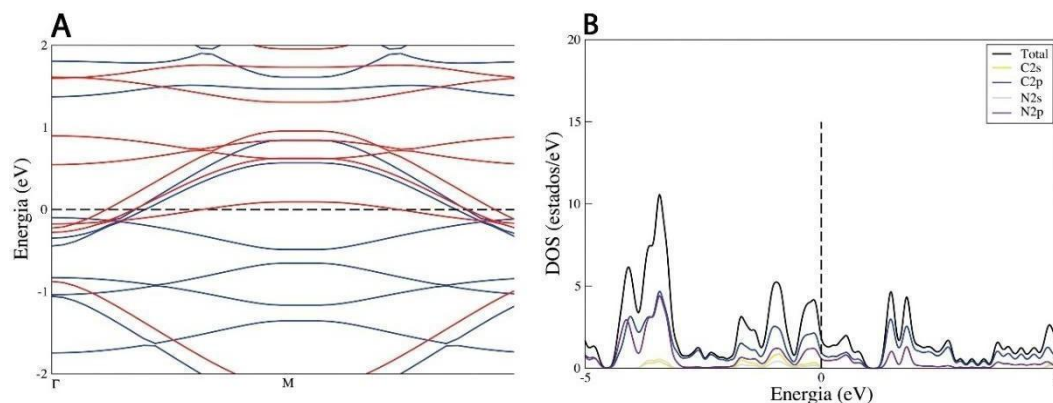 A
Energia (eV)
2
1
0
-1
-2
Γ
M
B
DOS (estados/eV)
20
15
10
5
0
-5
0
Energia (eV)
Total
C2s
C2p
N2s
N2p